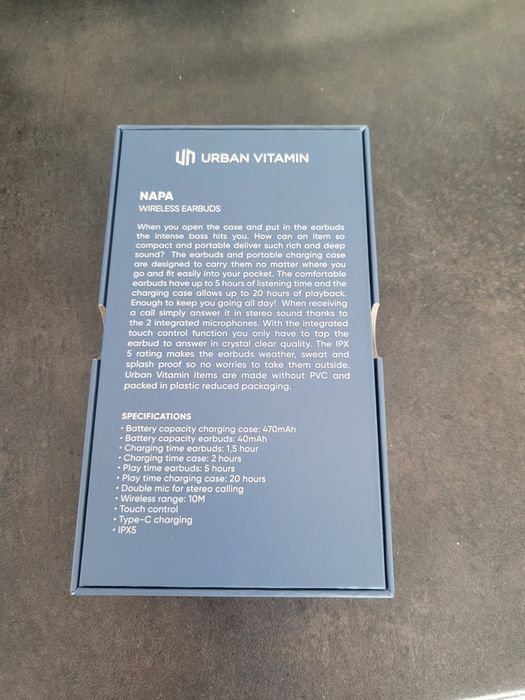 URBAN VITAMIN
NAPA
WIRELESS EARBUDS
When you open the case and put in the earbuds
the intense bass hits you. How can an item so
compact and portable deliver such rich and deep
sound? The earbuds and portable charging case
are designed to carry them no matter where you
go and fit easily into your pocket. The comfortable
earbuds have up to 5 hours of listening time and the
charging case allows up to 20 hours of playback.
Enough to keep you going all day! When receiving
a call simply answer it in stereo sound thanks to
the 2 integrated microphones. With the integrated
touch control function you only have to tap the
earbud to answer in crystal clear quality. The IPX
5 rating makes the earbuds weather, sweat and
splash proof so no worries to take them outside.
Urban Vitamin items are made without PVC and
packed in plastic reduced packaging.
SPECIFICATIONS
• Battery capacity charging case: 470mAh
• Battery capacity earbuds: 40mAh
• Charging time earbuds: 1,5 hour
• Charging time case: 2 hours
• Play time earbuds: 5 hours
• Play time charging case: 20 hours
• Double mic for stereo calling
• Wireless range: 10M
• Touch control
• Type-C charging
• IPX5